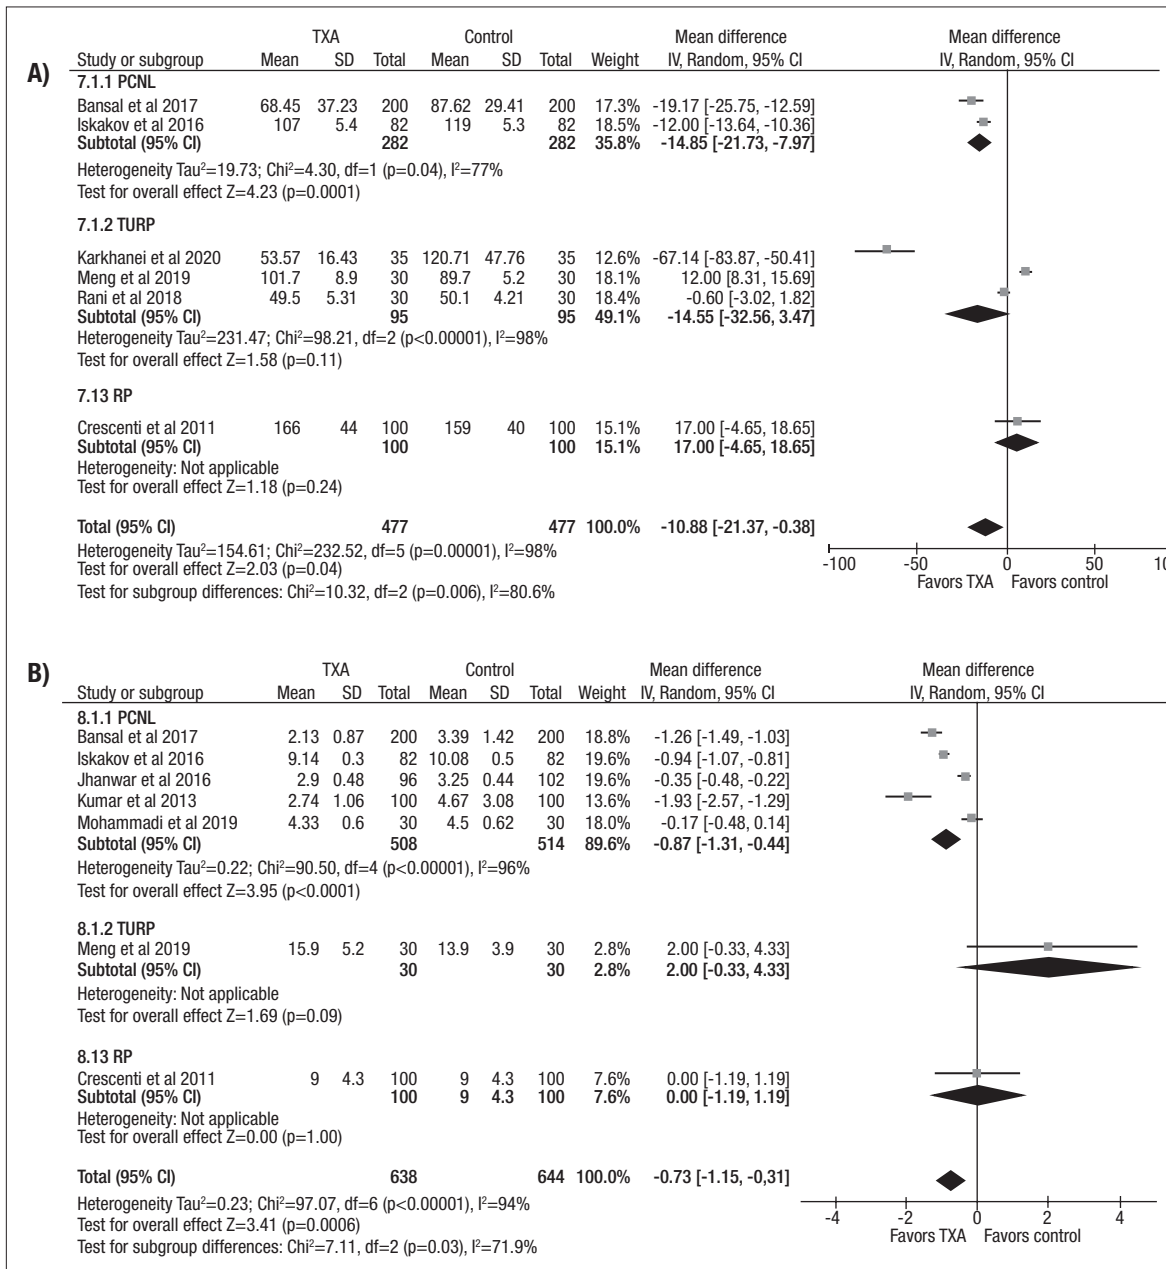 A)
TXA Control Mean difference Mean difference
Study or subgroup Mean SD Total Mean SD Total Weight IV, Random, 95% CI IV, Random, 95% CI
7.1.1 PCNL
Bansal et al 2017 68.45 37.23 200 87.62 29.41 200 17.3% -19.17 [-25.75, -12.59]
Iskakov et al 2016 107 5.4 82 119 5.3 82 18.5% -12.00 [-13.64, -10.36]
Subtotal (95% CI) 282 282 35.8% -14.85 [-21.73, -7.97]
Heterogeneity Tau²=19.73; Chi²=4.30, df=1 (p=0.04), I²=77%
Test for overall effect Z=4.23 (p=0.0001)
7.1.2 TURP
Karkhanei et al 2020 53.57 16.43 35 120.71 47.76 35 12.6% -67.14 [-83.87, -50.41]
Meng et al 2019 101.7 8.9 30 89.7 5.2 30 18.1% 12.00 [8.31, 15.69]
Rani et al 2018 49.5 5.31 30 50.1 4.21 30 18.4% -0.60 [-3.02, 1.82]
Subtotal (95% CI) 95 95 49.1% -14.55 [-32.56, 3.47]
Heterogeneity Tau²=231.47; Chi²=98.21, df=2 (p<0.00001), I²=98%
Test for overall effect Z=1.58 (p=0.11)
7.13 RP
Crescenti et al 2011 166 44 100 159 40 100 15.1% 17.00 [-4.65, 18.65]
Subtotal (95% CI) 100 100 15.1% 17.00 [-4.65, 18.65]
Heterogeneity: Not applicable
Test for overall effect Z=1.18 (p=0.24)
Total (95% CI) 477 477 100.0% -10.88 [-21.37, -0.38]
Heterogeneity Tau²=154.61; Chi²=232.52, df=5 (p=0.00001), I²=98%
Test for overall effect Z=2.03 (p=0.04)
Test for subgroup differences: Chi²=10.32, df=2 (p=0.006), I²=80.6%
-100 -50 0 50 10
Favors TXA Favors control
B)
TXA Control Mean difference Mean difference
Study or subgroup Mean SD Total Mean SD Total Weight IV, Random, 95% CI IV, Random, 95% CI
8.1.1 PCNL
Bansal et al 2017 2.13 0.87 200 3.39 1.42 200 18.8% -1.26 [-1.49, -1.03]
Iskakov et al 2016 9.14 0.3 82 10.08 0.5 82 19.6% -0.94 [-1.07, -0.81]
Jhanwar et al 2016 2.9 0.48 96 3.25 0.44 102 19.6% -0.35 [-0.48, -0.22]
Kumar et al 2013 2.74 1.06 100 4.67 3.08 100 13.6% -1.93 [-2.57, -1.29]
Mohammadi et al 2019 4.33 0.6 30 4.5 0.62 30 18.0% -0.17 [-0.48, 0.14]
Subtotal (95% CI) 508 514 89.6% -0.87 [-1.31, -0.44]
Heterogeneity Tau²=0.22; Chi²=90.50, df=4 (p<0.00001), I²=96%
Test for overall effect Z=3.95 (p<0.0001)
8.1.2 TURP
Meng et al 2019 15.9 5.2 30 13.9 3.9 30 2.8% 2.00 [-0.33, 4.33]
Subtotal (95% CI) 30 30 2.8% 2.00 [-0.33, 4.33]
Heterogeneity: Not applicable
Test for overall effect Z=1.69 (p=0.09)
8.13 RP
Crescenti et al 2011 9 4.3 100 9 4.3 100 7.6% 0.00 [-1.19, 1.19]
Subtotal (95% CI) 100 9 4.3 100 7.6% 0.00 [-1.19, 1.19]
Heterogeneity: Not applicable
Test for overall effect Z=0.00 (p=1.00)
Total (95% CI) 638 644 100.0% -0.73 [-1.15, -0,31]
Heterogeneity Tau²=0.23; Chi²=97.07, df=6 (p<0.00001), I²=94%
Test for overall effect Z=3.41 (p=0.0006)
Test for subgroup differences: Chi²=7.11, df=2 (p=0.03), I²=71.9%
-4 -2 0 2 4
Favors TXA Favors control